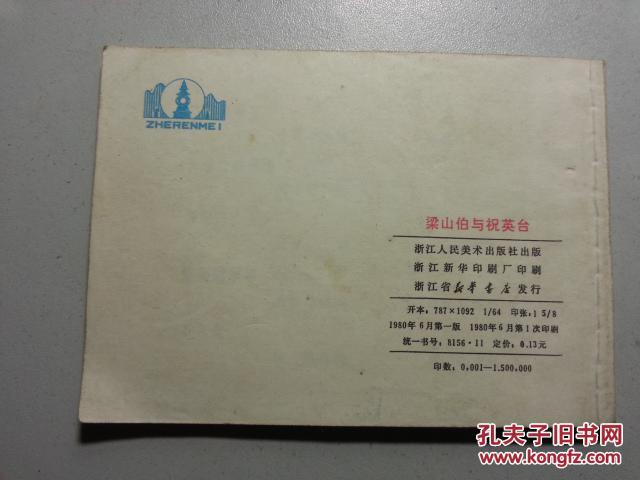 ZHERENMEI
梁山伯与祝英台
浙江人民美术出版社出版
浙江新华印刷厂印刷
浙江省新华书店发行
开本：787×1092 1/64 印张：1 5/8
1980年6月第一版 1980年6月第1次印刷
统一书号：8156·11 定价：0.13元
印数：0,001—1,500,000
孔夫子旧书网
www.kongfz.com